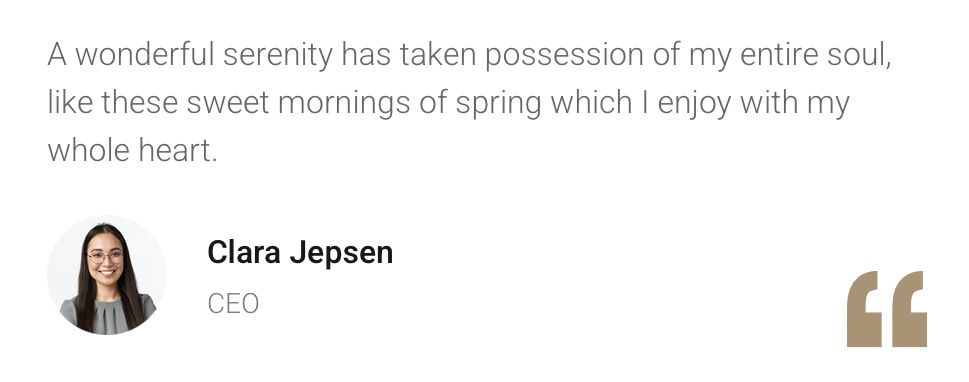 A wonderful serenity has taken possession of my entire soul,
like these sweet mornings of spring which I enjoy with my
whole heart.
Clara Jepsen
CEO
“